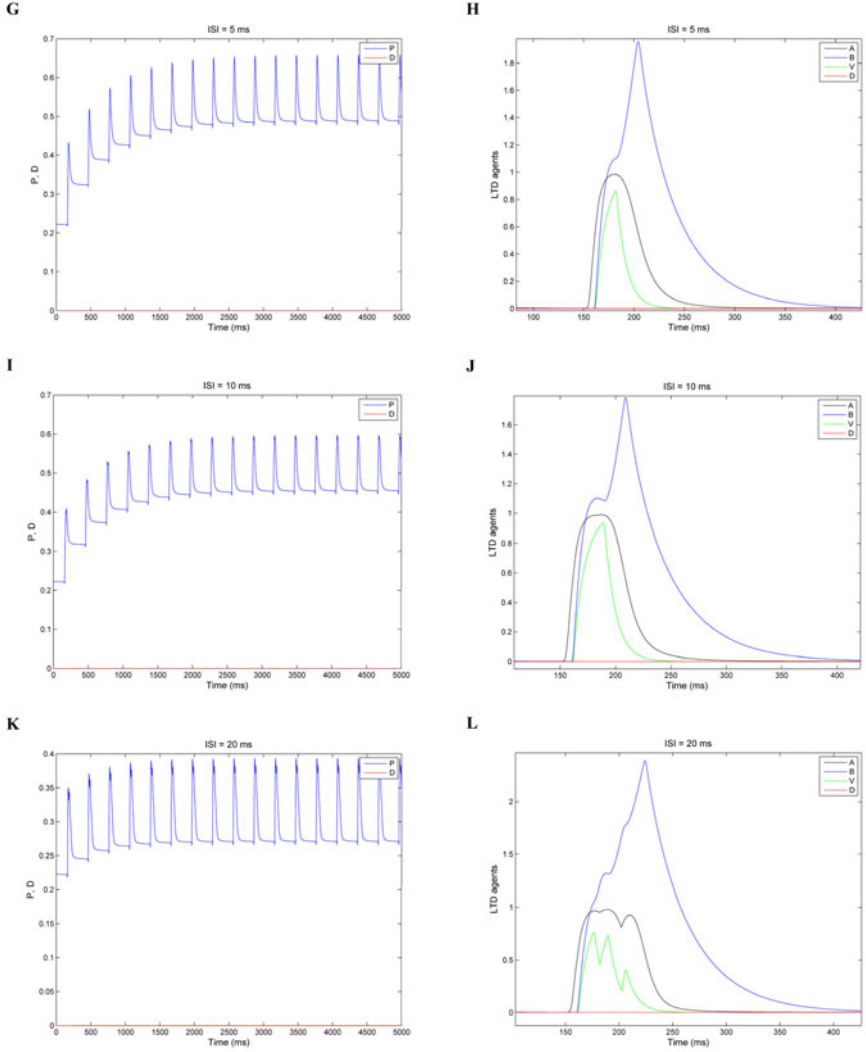 G
ISI = 5 ms
P, D
0.7
0.6
0.5
0.4
0.3
0.2
0.1
0
P
D
0 500 1000 1500 2000 2500 3000 3500 4000 4500 5000
Time (ms)
H
ISI = 5 ms
LTD agents
1.8
1.6
1.4
1.2
1
0.8
0.6
0.4
0.2
0
A
B
V
D
100 150 200 250 300 350 400
Time (ms)
I
ISI = 10 ms
P, D
0.7
0.6
0.5
0.4
0.3
0.2
0.1
0
P
D
0 500 1000 1500 2000 2500 3000 3500 4000 4500 5000
Time (ms)
J
ISI = 10 ms
LTD agents
1.6
1.4
1.2
1
0.8
0.6
0.4
0.2
0
A
B
V
D
150 200 250 300 350 400
Time (ms)
K
ISI = 20 ms
P, D
0.4
0.35
0.3
0.25
0.2
0.15
0.1
0.05
0
P
D
0 500 1000 1500 2000 2500 3000 3500 4000 4500 5000
Time (ms)
L
ISI = 20 ms
LTD agents
2
1.5
1
0.5
0
A
B
V
D
150 200 250 300 350 400
Time (ms)